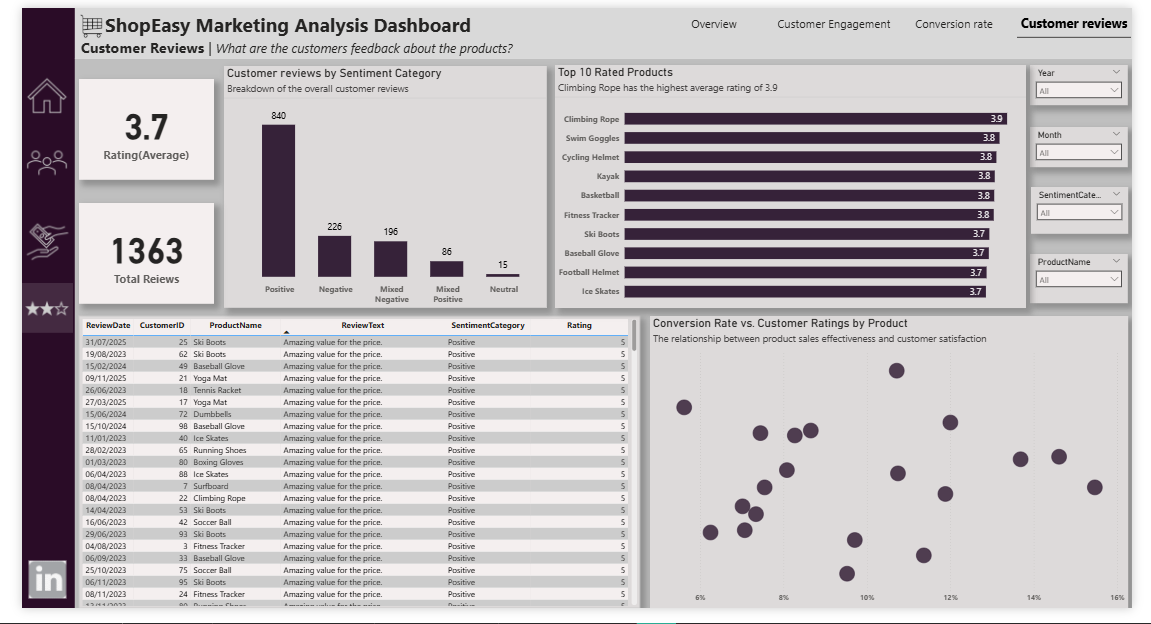 ShopEasy Marketing Analysis Dashboard
Overview
Customer Engagement
Conversion rate
Customer reviews
Customer Reviews | What are the customers feedback about the products?
3.7
Rating(Average)
1363
Total Reiews
Customer reviews by Sentiment Category
Breakdown of the overall customer reviews
840
226
196
86
15
Positive
Negative
Mixed
Negative
Mixed
Positive
Neutral
Top 10 Rated Products
Climbing Rope has the highest average rating of 3.9
Climbing Rope 3.9
Swim Goggles 3.8
Cycling Helmet 3.8
Kayak 3.8
Basketball 3.8
Fitness Tracker 3.8
Ski Boots 3.7
Baseball Glove 3.7
Football Helmet 3.7
Ice Skates 3.7
Year
All
Month
All
SentimentCate...
All
ProductName
All
ReviewDate CustomerID ProductName ReviewText SentimentCategory Rating
31/07/2025 25 Ski Boots Amazing value for the price. Positive 5
19/08/2023 62 Ski Boots Amazing value for the price. Positive 5
15/02/2024 49 Baseball Glove Amazing value for the price. Positive 5
09/11/2025 21 Yoga Mat Amazing value for the price. Positive 5
26/06/2023 18 Tennis Racket Amazing value for the price. Positive 5
27/03/2025 17 Yoga Mat Amazing value for the price. Positive 5
15/06/2024 72 Dumbbells Amazing value for the price. Positive 5
15/10/2024 98 Baseball Glove Amazing value for the price. Positive 5
11/01/2023 40 Ice Skates Amazing value for the price. Positive 5
28/02/2023 65 Running Shoes Amazing value for the price. Positive 5
01/03/2023 80 Boxing Gloves Amazing value for the price. Positive 5
06/04/2023 88 Ice Skates Amazing value for the price. Positive 5
08/04/2023 7 Surfboard Amazing value for the price. Positive 5
08/04/2023 22 Climbing Rope Amazing value for the price. Positive 5
14/04/2023 53 Ski Boots Amazing value for the price. Positive 5
16/06/2023 42 Soccer Ball Amazing value for the price. Positive 5
29/06/2023 93 Ski Boots Amazing value for the price. Positive 5
04/08/2023 3 Fitness Tracker Amazing value for the price. Positive 5
06/09/2023 33 Baseball Glove Amazing value for the price. Positive 5
25/10/2023 75 Soccer Ball Amazing value for the price. Positive 5
06/11/2023 95 Ski Boots Amazing value for the price. Positive 5
08/11/2023 24 Fitness Tracker Amazing value for the price. Positive 5
Conversion Rate vs. Customer Ratings by Product
The relationship between product sales effectiveness and customer satisfaction
6% 8% 10% 12% 14% 16%
in